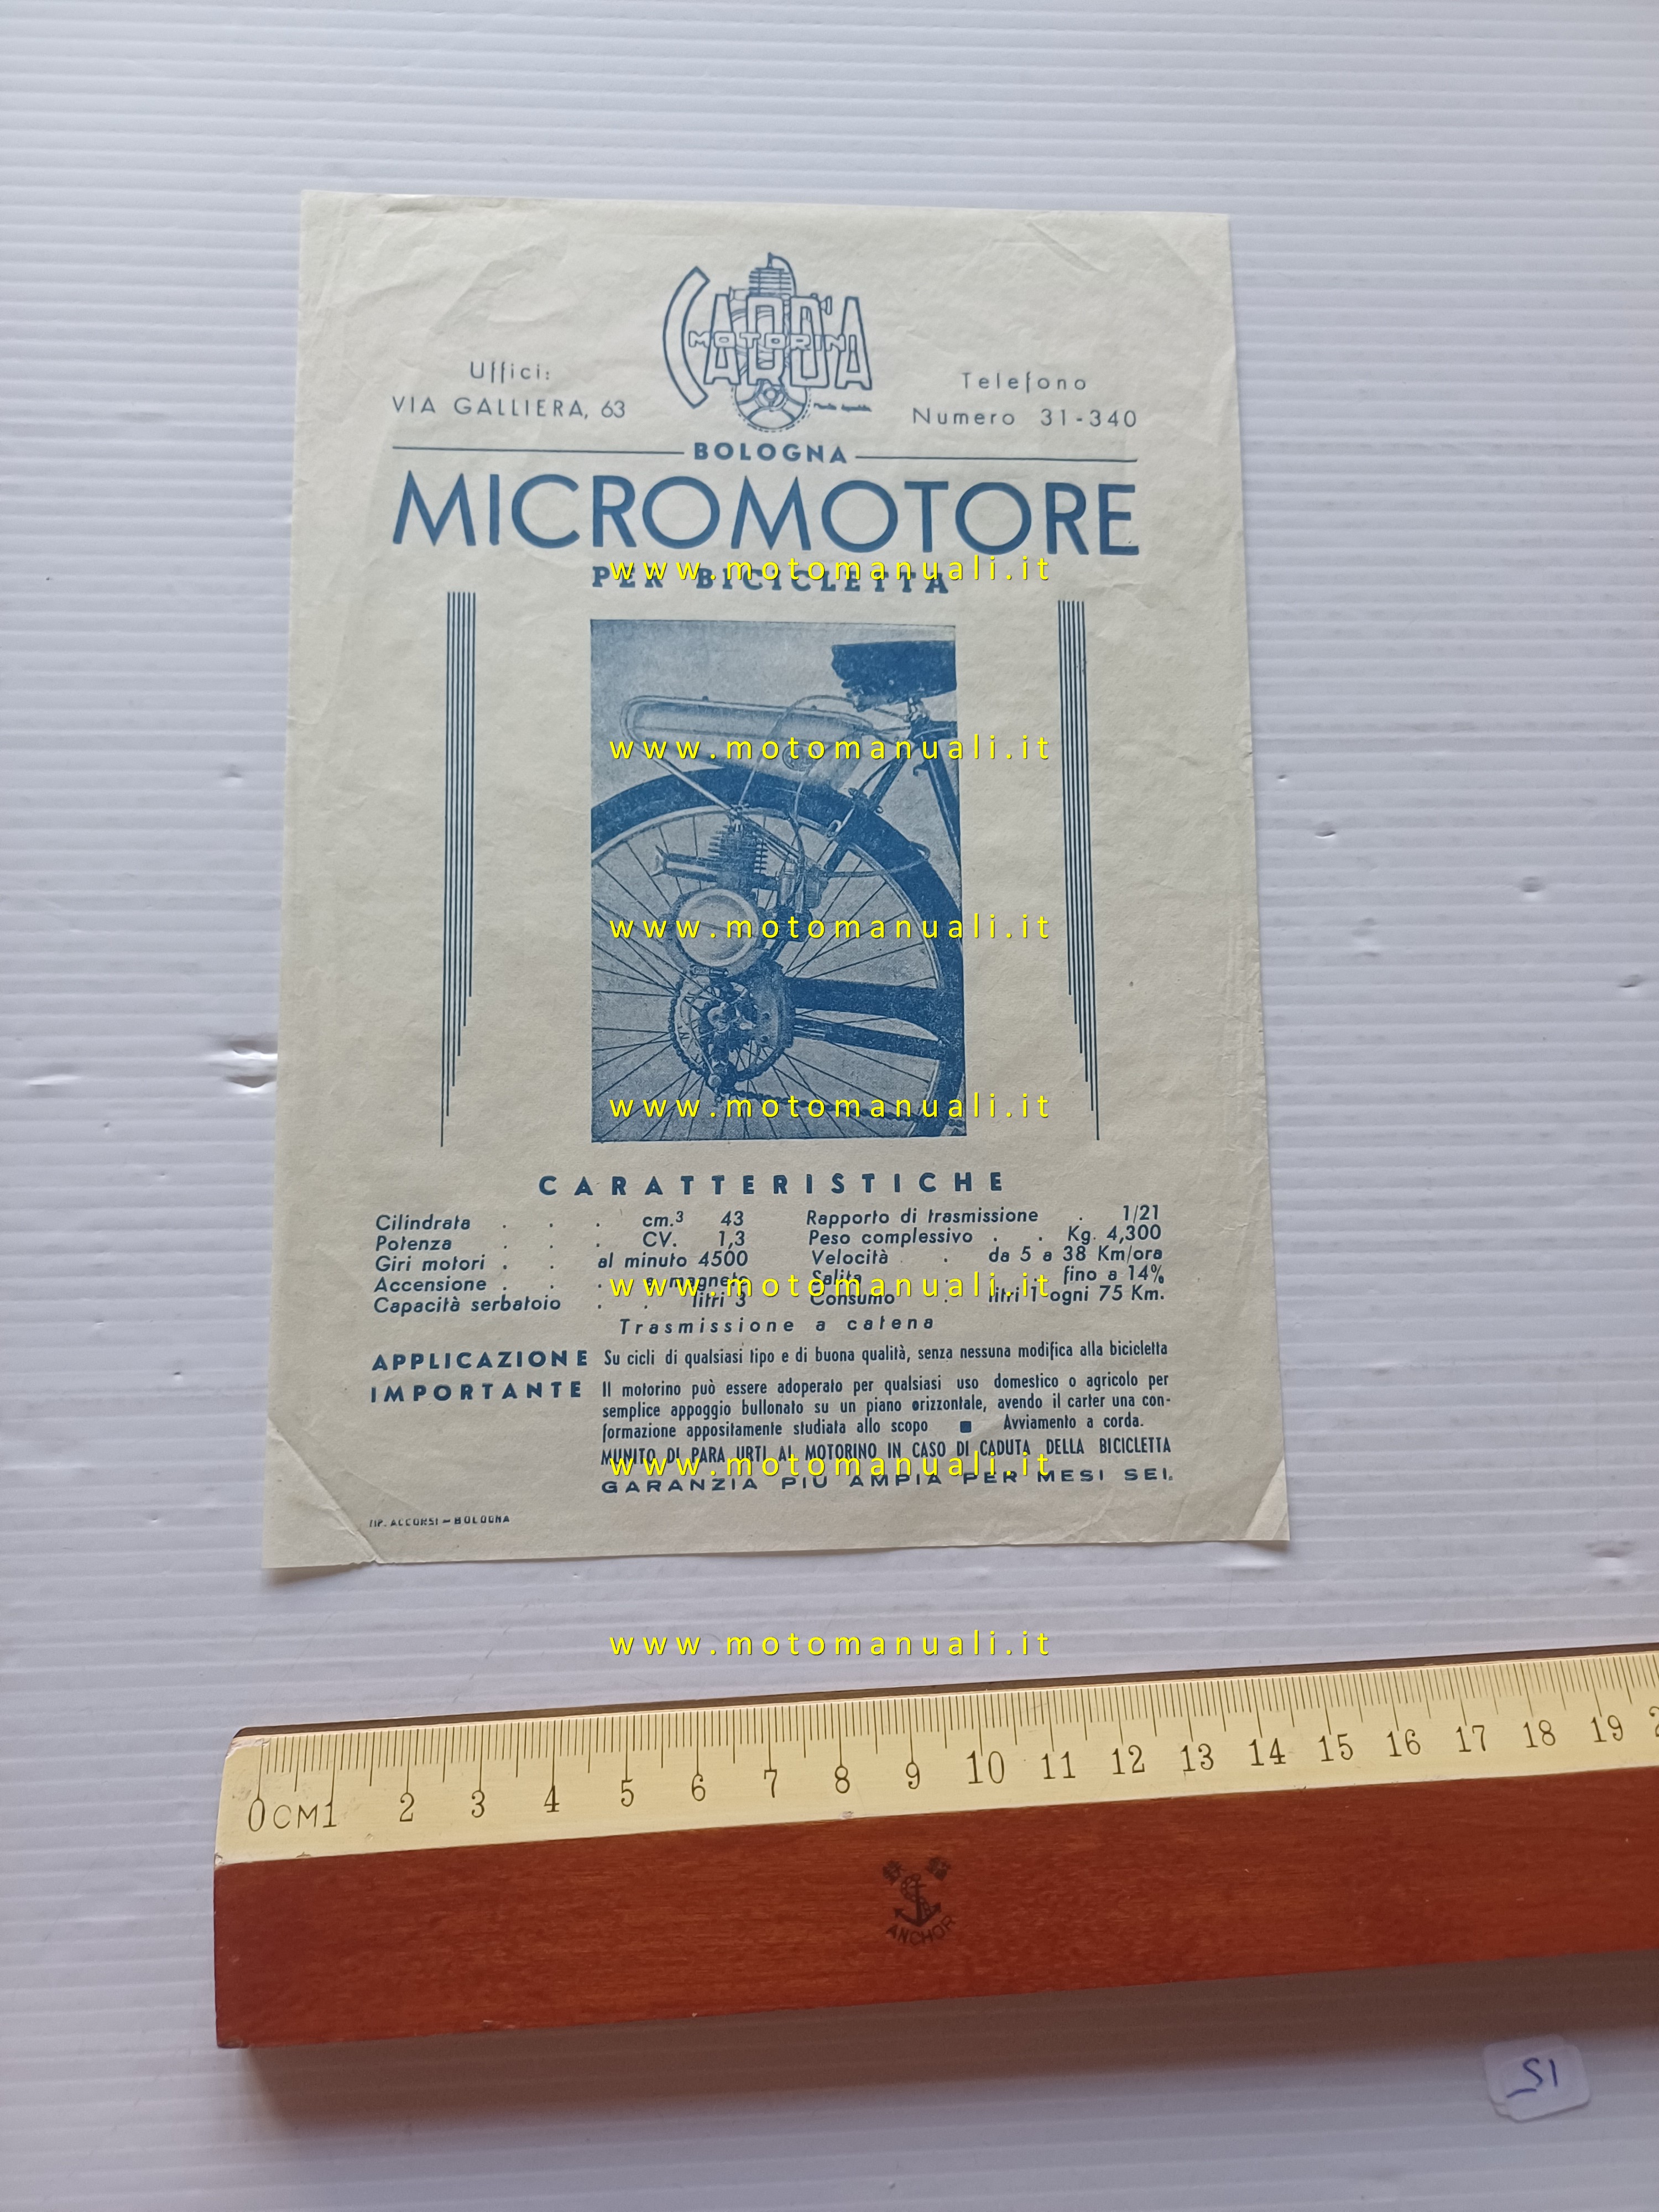 CARDA
MOTORINI
Uffici:
VIA GALLIERA, 63
Telefono
Numero 31-340
BOLOGNA
MICROMOTORE
PER BICICLETTA
www.motomanuali.it
www.motomanuali.it
www.motomanuali.it
www.motomanuali.it
CARATTERISTICHE
Cilindrata . . . cm.³ 43
Potenza . . . CV. 1,3
Giri motori . . al minuto 4500
Accensione . . . a magnete
Capacità serbatoio . . litri 3
Rapporto di trasmissione . 1/21
Peso complessivo . . Kg. 4,300
Velocità . da 5 a 38 Km/ora
Salita . fino a 14%
Consumo . litri 1 ogni 75 Km.
www.motomanuali.it
Trasmissione a catena
APPLICAZIONE Su cicli di qualsiasi tipo e di buona qualità, senza nessuna modifica alla bicicletta
IMPORTANTE Il motorino può essere adoperato per qualsiasi uso domestico o agricolo per
semplice appoggio bullonato su un piano orizzontale, avendo il carter una con-
formazione appositamente studiata allo scopo ■ Avviamento a corda.
MUNITO DI PARA URTI AL MOTORINO IN CASO DI CADUTA DELLA BICICLETTA
www.motomanuali.it
GARANZIA PIÙ AMPIA PER MESI SEI.
TIP. ACCORSI - BOLOGNA
www.motomanuali.it
0CM1 2 3 4 5 6 7 8 9 10 11 12 13 14 15 16 17 18 19 2
ANCHOR
51